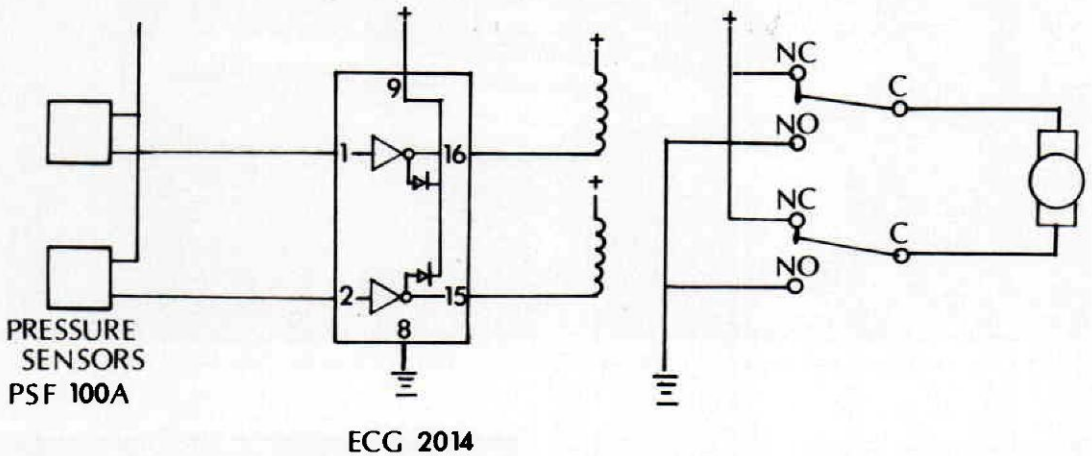 +
+
+
9
NC
C
1
16
NO
+
NC
C
2
15
NO
8
PRESSURE
SENSORS
PSF 100A
ECG 2014